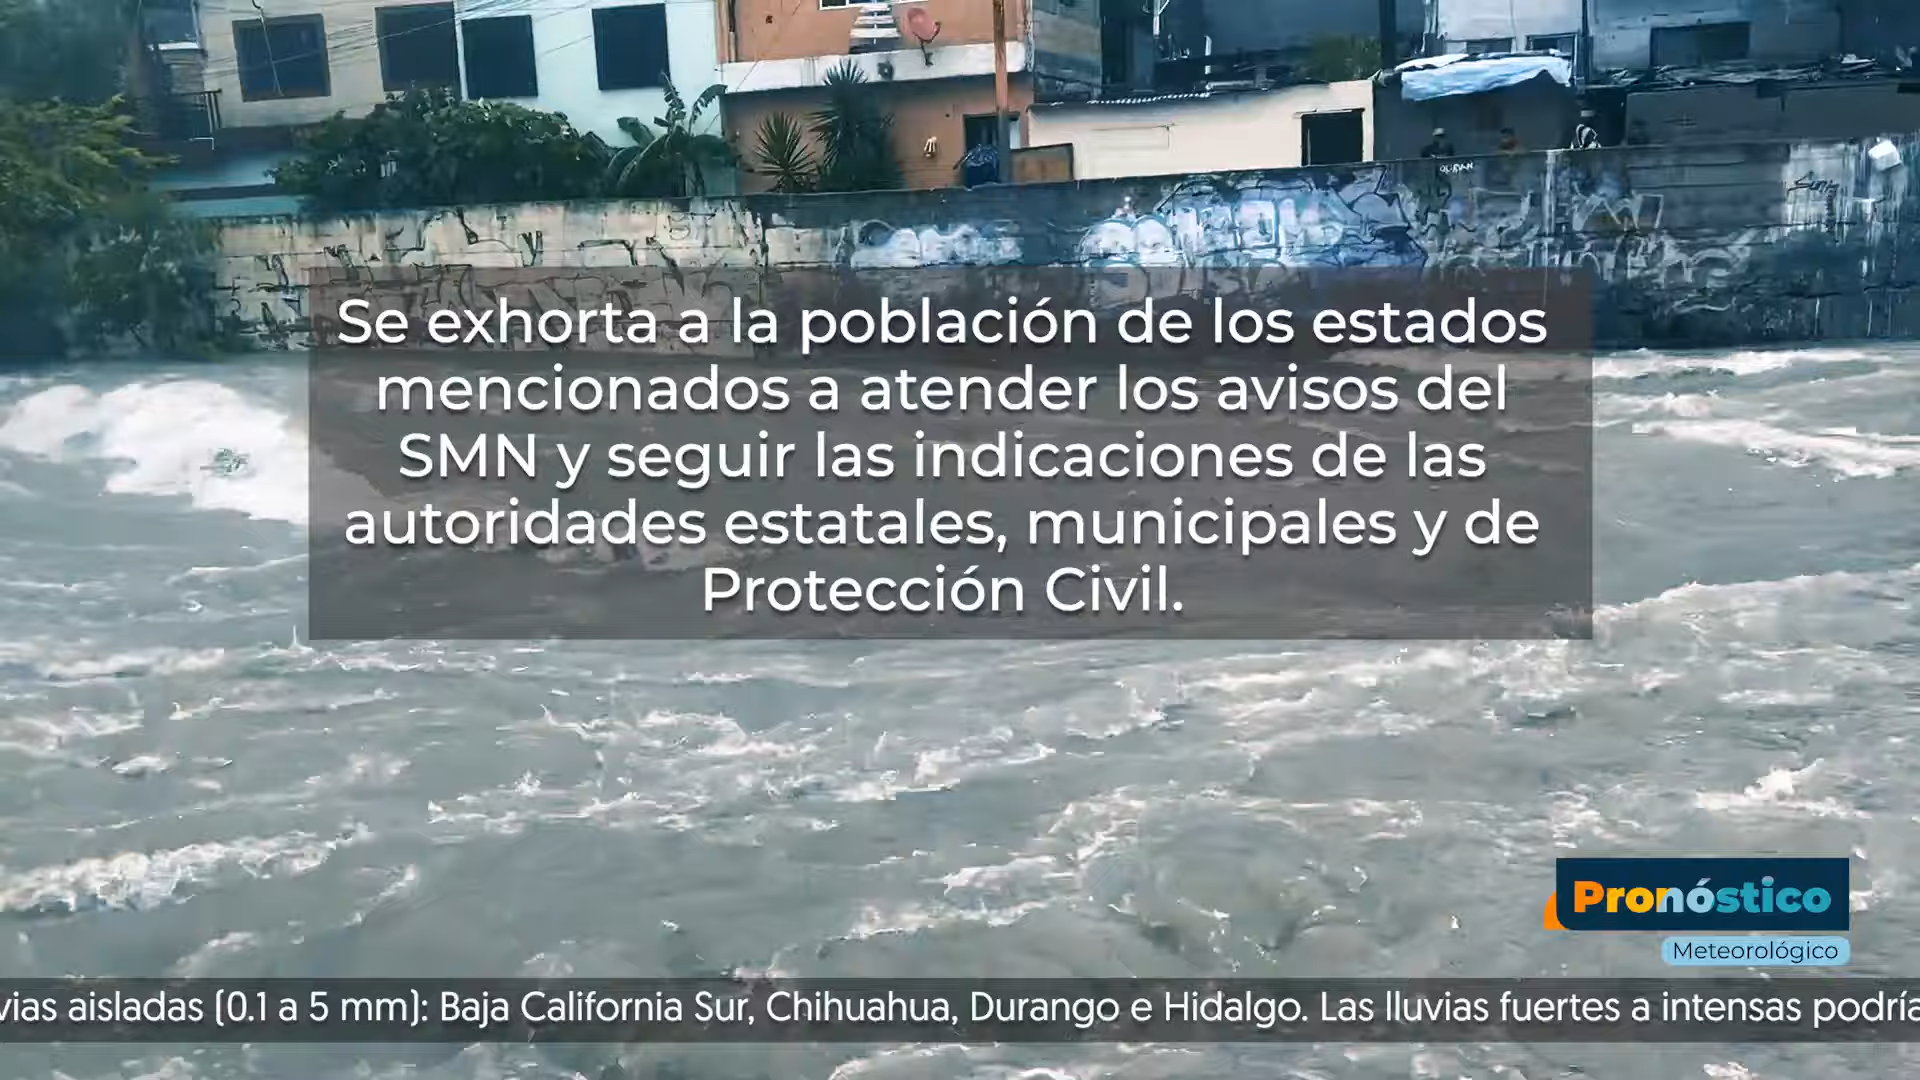 Se exhorta a la población de los estados
mencionados a atender los avisos del
SMN y seguir las indicaciones de las
autoridades estatales, municipales y de
Protección Civil.
Pronóstico
Meteorológico
vias aisladas (0.1 a 5 mm): Baja California Sur, Chihuahua, Durango e Hidalgo. Las lluvias fuertes a intensas podría